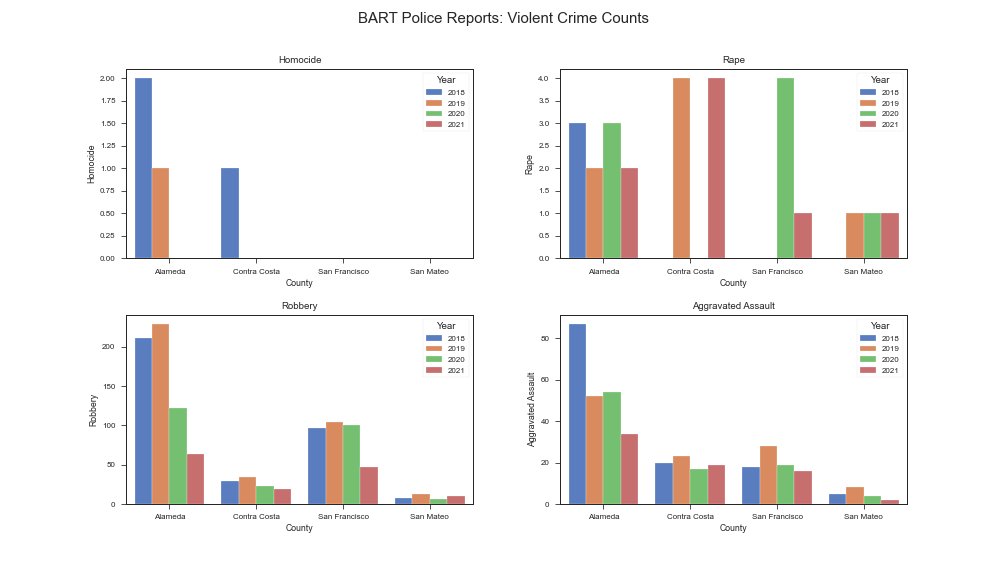 BART Police Reports: Violent Crime Counts
Homocide
Year
2018
2019
2020
2021
2.00
1.75
1.50
1.25
1.00
0.75
0.50
0.25
0.00
Homocide
Alameda Contra Costa San Francisco San Mateo
County
Rape
Year
2018
2019
2020
2021
4.0
3.5
3.0
2.5
2.0
1.5
1.0
0.5
0.0
Rape
Alameda Contra Costa San Francisco San Mateo
County
Robbery
Year
2018
2019
2020
2021
200
150
100
50
0
Robbery
Alameda Contra Costa San Francisco San Mateo
County
Aggravated Assault
Year
2018
2019
2020
2021
80
60
40
20
0
Aggravated Assault
Alameda Contra Costa San Francisco San Mateo
County